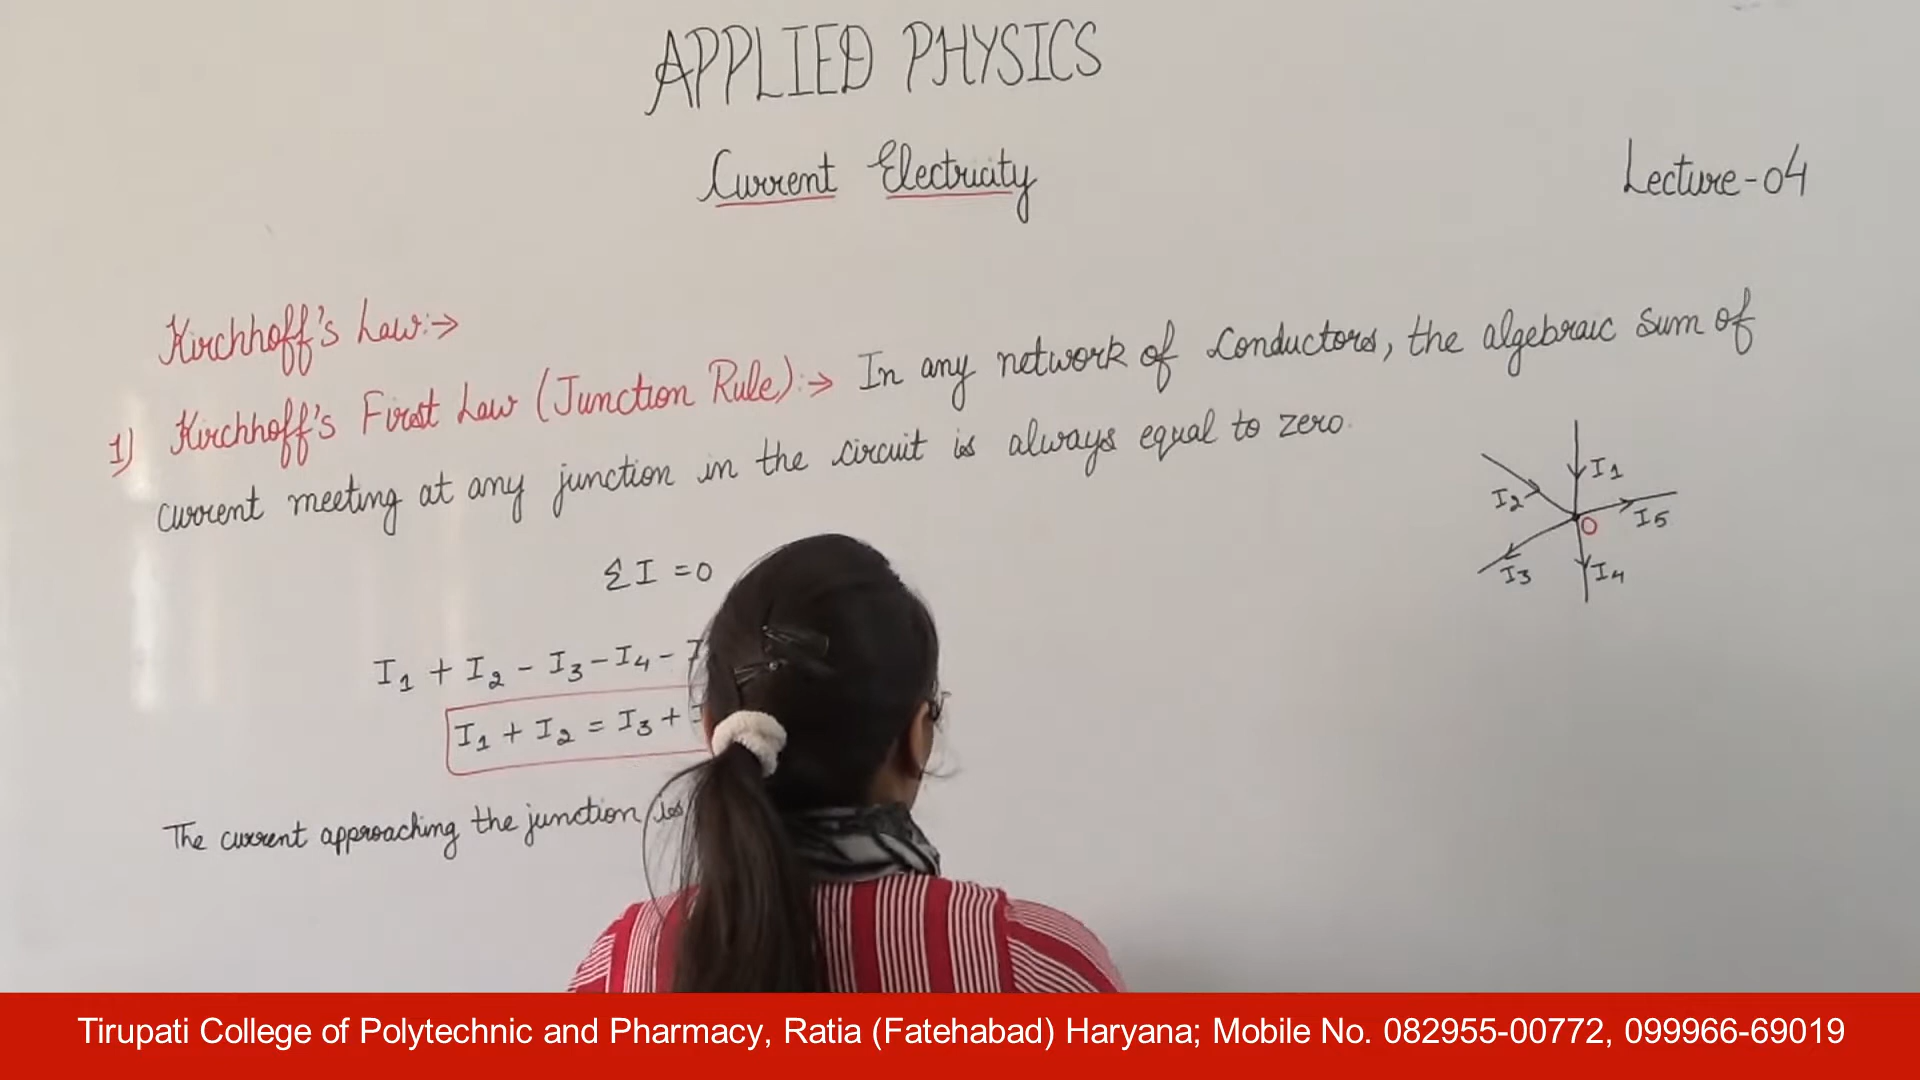 APPLIED PHYSICS
Current Electricity
Lecture-04
Kirchhoff's Law:→
1) Kirchhoff's First Law (Junction Rule):→ In any network of conductors, the algebraic sum of
current meeting at any junction in the circuit is always equal to zero.
I1
I2
I5
O
I3
I4
ΣI = 0
I1 + I2 - I3 - I4 -
I1 + I2 = I3 +
The current approaching the junction is
Tirupati College of Polytechnic and Pharmacy, Ratia (Fatehabad) Haryana; Mobile No. 082955-00772, 099966-69019